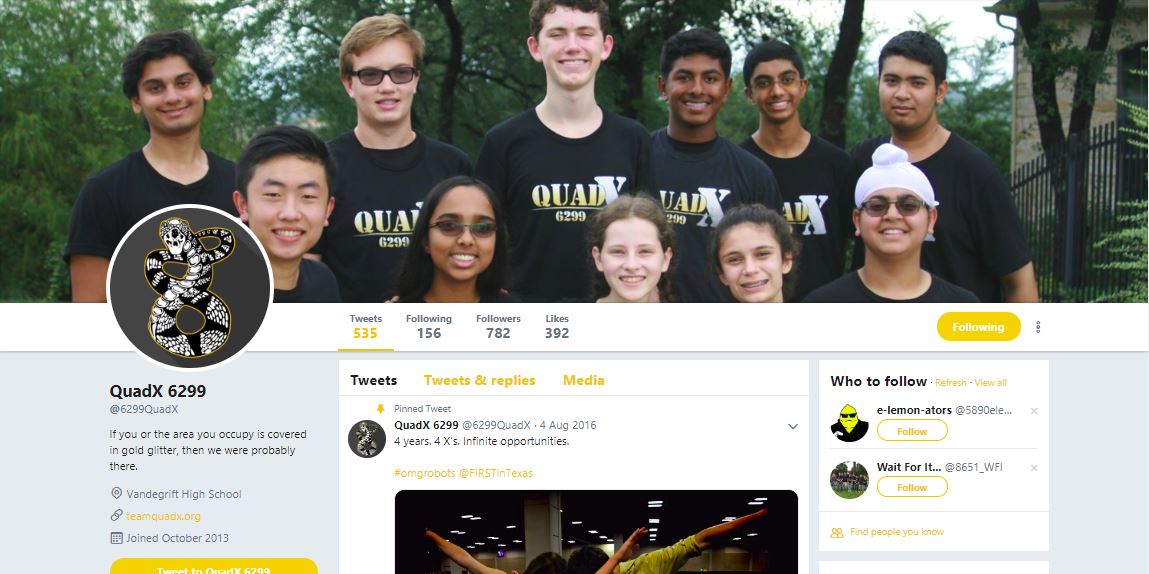 QUADX
6299
QUADX
6299
QUADX
6299
QUADX
Tweets
535
Following
156
Followers
782
Likes
392
Following
QuadX 6299
@6299QuadX
If you or the area you occupy is covered
in gold glitter, then we were probably
there.
Vandegrift High School
teamquadx.org
Joined October 2013
Tweet to QuadX 6299
Tweets Tweets & replies Media
Pinned Tweet
QuadX 6299 @6299QuadX · 4 Aug 2016
4 years. 4 X's. Infinite opportunities.
#omgrobots @FIRSTinTexas
Who to follow · Refresh · View all
e-lemon-ators @5890ele...
Follow
Wait For It... @8651_WFI
Follow
Find people you know